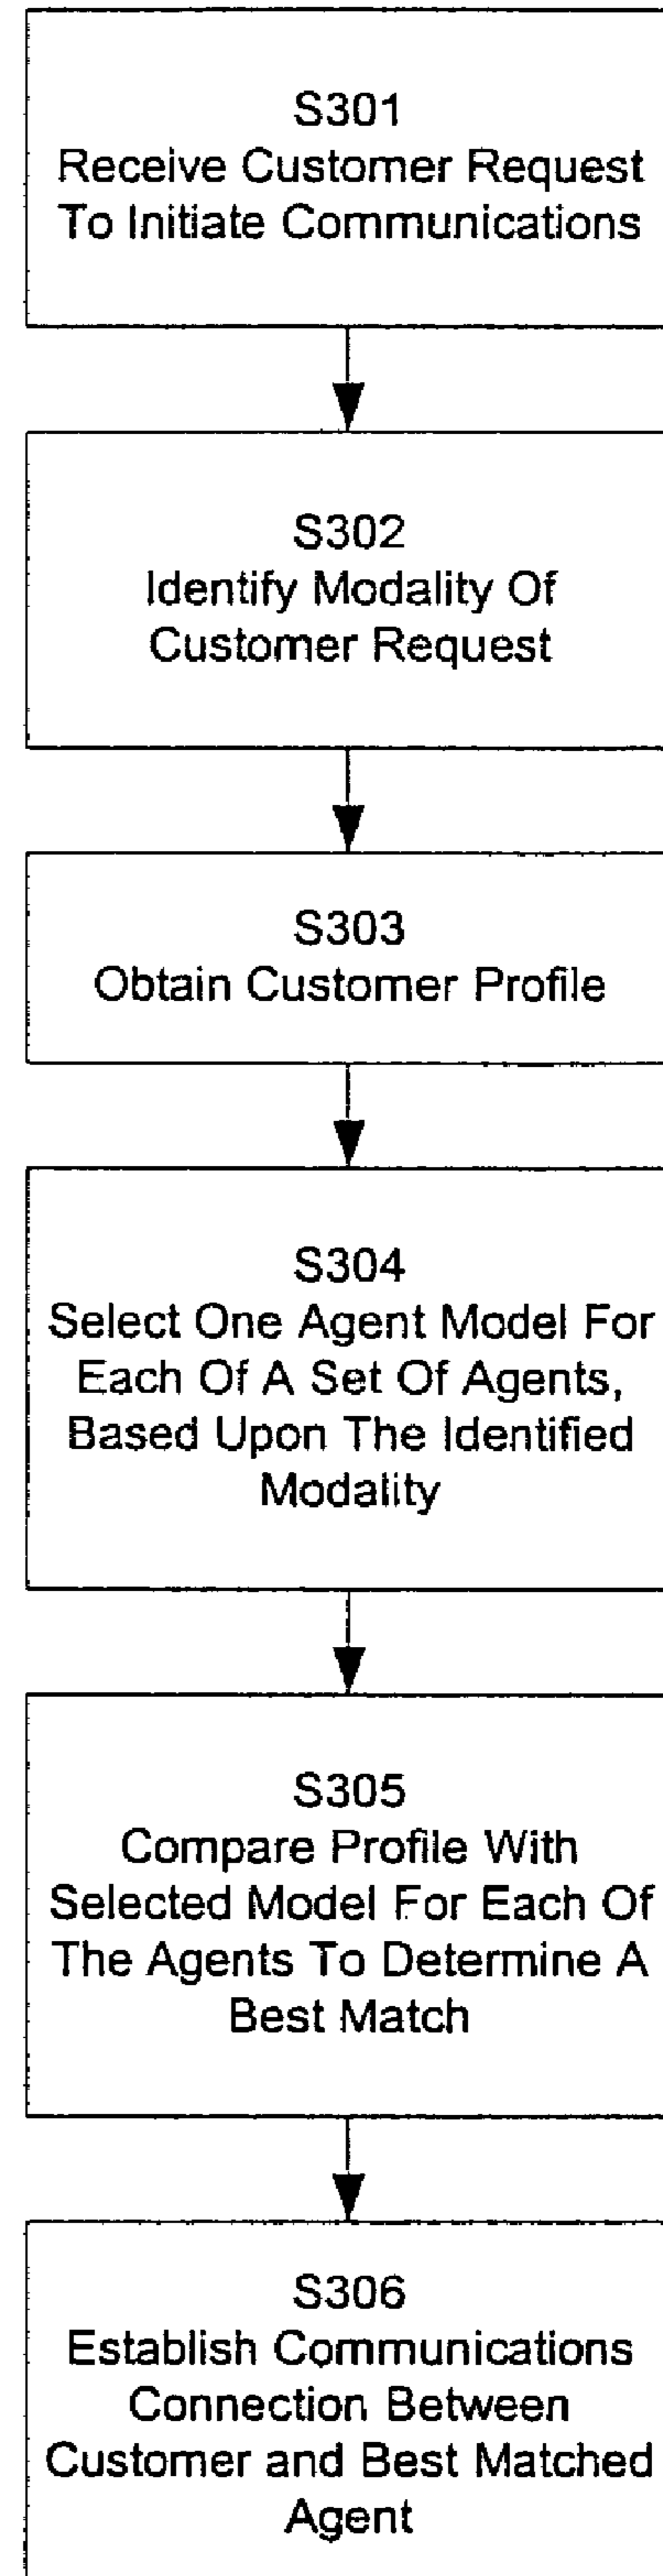 S301
Receive Customer Request
To Initiate Communications
S302
Identify Modality Of
Customer Request
S303
Obtain Customer Profile
S304
Select One Agent Model For
Each Of A Set Of Agents,
Based Upon The Identified
Modality
S305
Compare Profile With
Selected Model For Each Of
The Agents To Determine A
Best Match
S306
Establish Communications
Connection Between
Customer and Best Matched
Agent